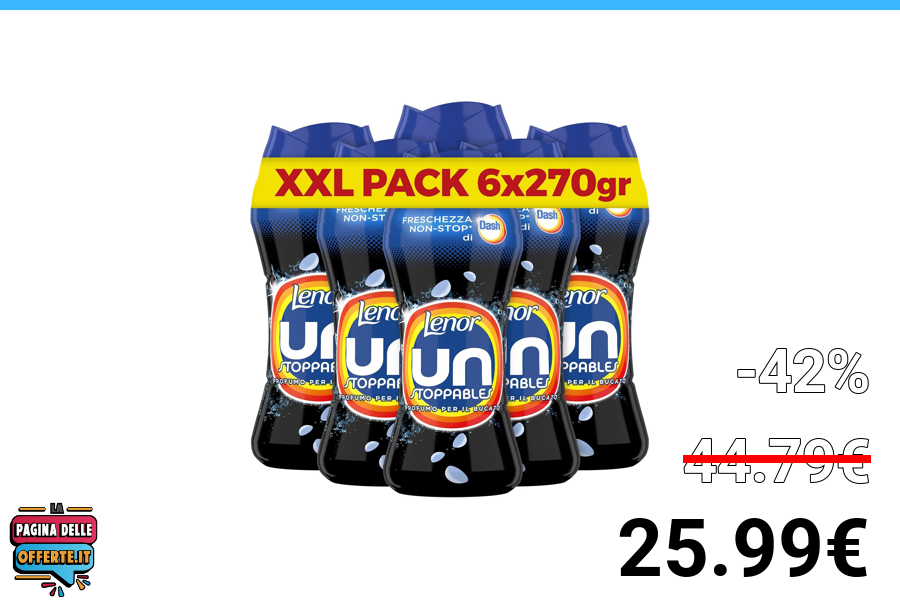 XXL PACK 6x270gr
FRESCHEZZA
NON-STOP*
di
Dash
Lenor
UN
STOPPABLES
PROFUMO PER IL BUCATO
-42%
44.79€
25.99€
LA
PAGINA DELLE
OFFERTE.IT